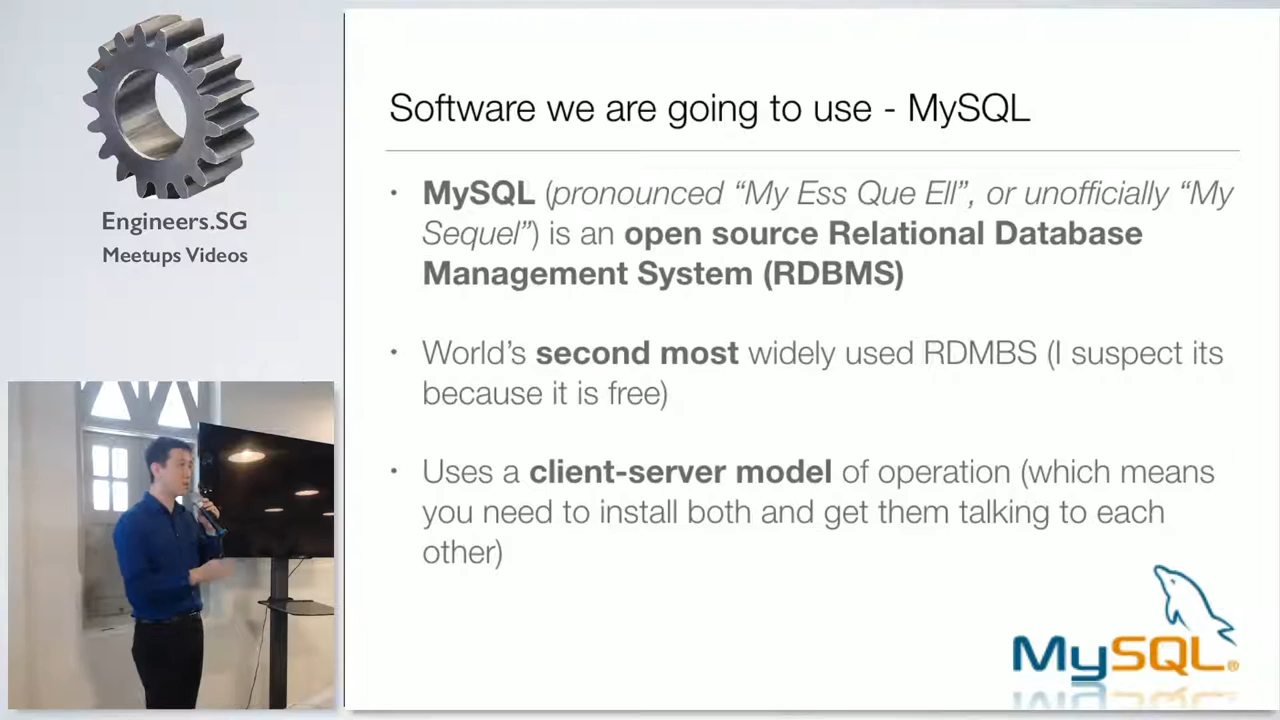 Engineers.SG
Meetups Videos
Software we are going to use - MySQL
• MySQL (pronounced “My Ess Que Ell”, or unofficially “My
Sequel”) is an open source Relational Database
Management System (RDBMS)
• World’s second most widely used RDMBS (I suspect its
because it is free)
• Uses a client-server model of operation (which means
you need to install both and get them talking to each
other)
MySQL®